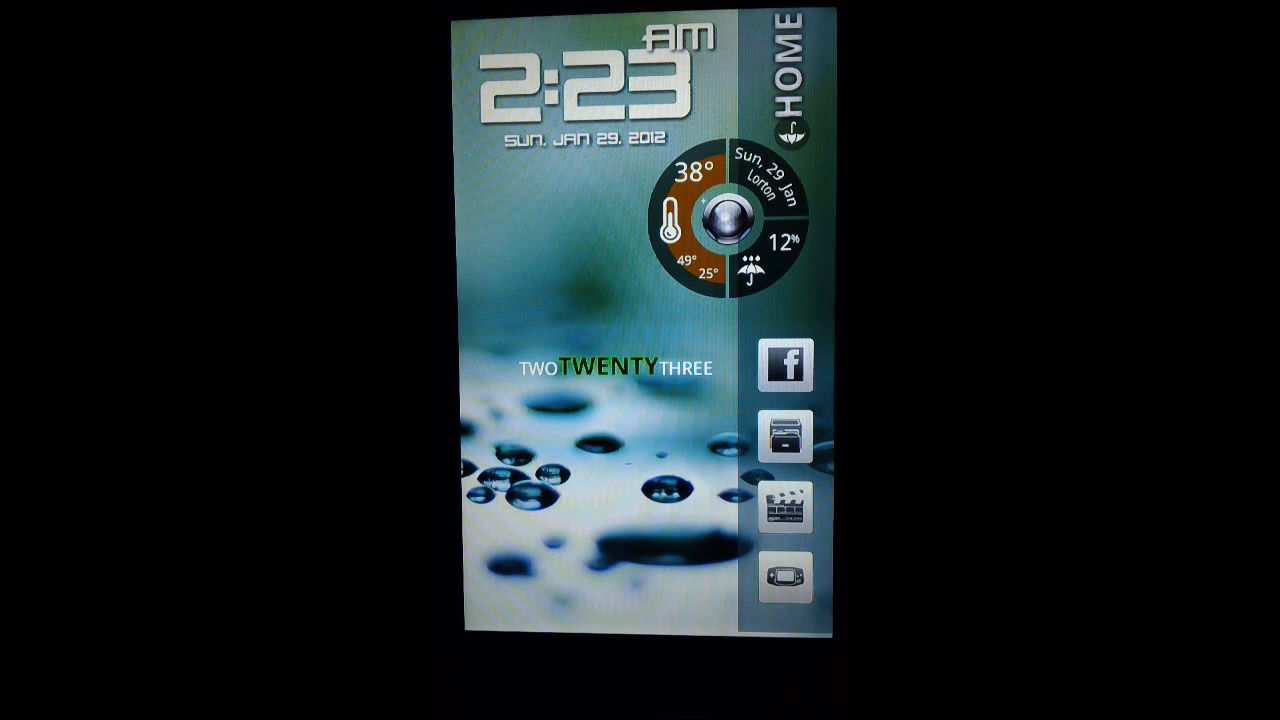 AM
2:23
SUN, JAN 29, 2012
HOME
38°
Sun, 29 Jan
Lorton
12%
49°
25°
TWOTWENTYTHREE
f